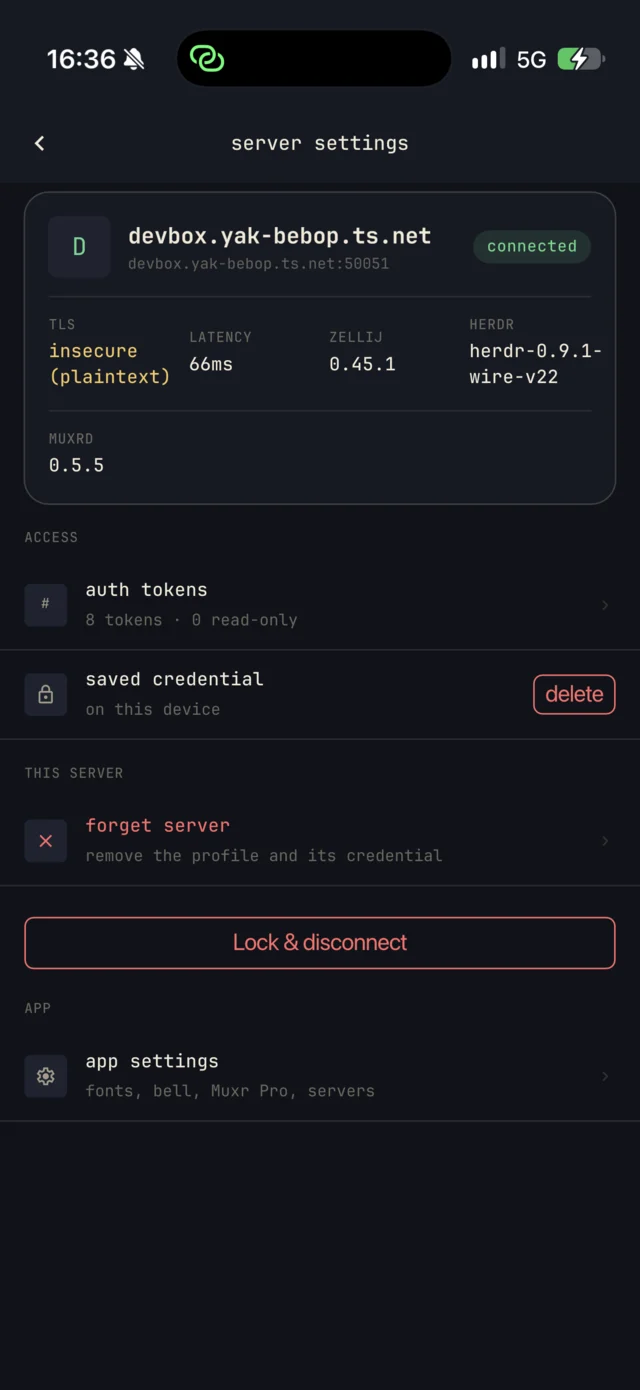 16:36
5G
server settings
D
devbox.yak-bebop.ts.net
devbox.yak-bebop.ts.net:50051
connected
TLS
insecure
(plaintext)
LATENCY
66ms
ZELLIJ
0.45.1
HERDR
herdr-0.9.1-
wire-v22
MUXRD
0.5.5
ACCESS
#
auth tokens
8 tokens · 0 read-only
saved credential
on this device
delete
THIS SERVER
forget server
remove the profile and its credential
Lock & disconnect
APP
app settings
fonts, bell, Muxr Pro, servers